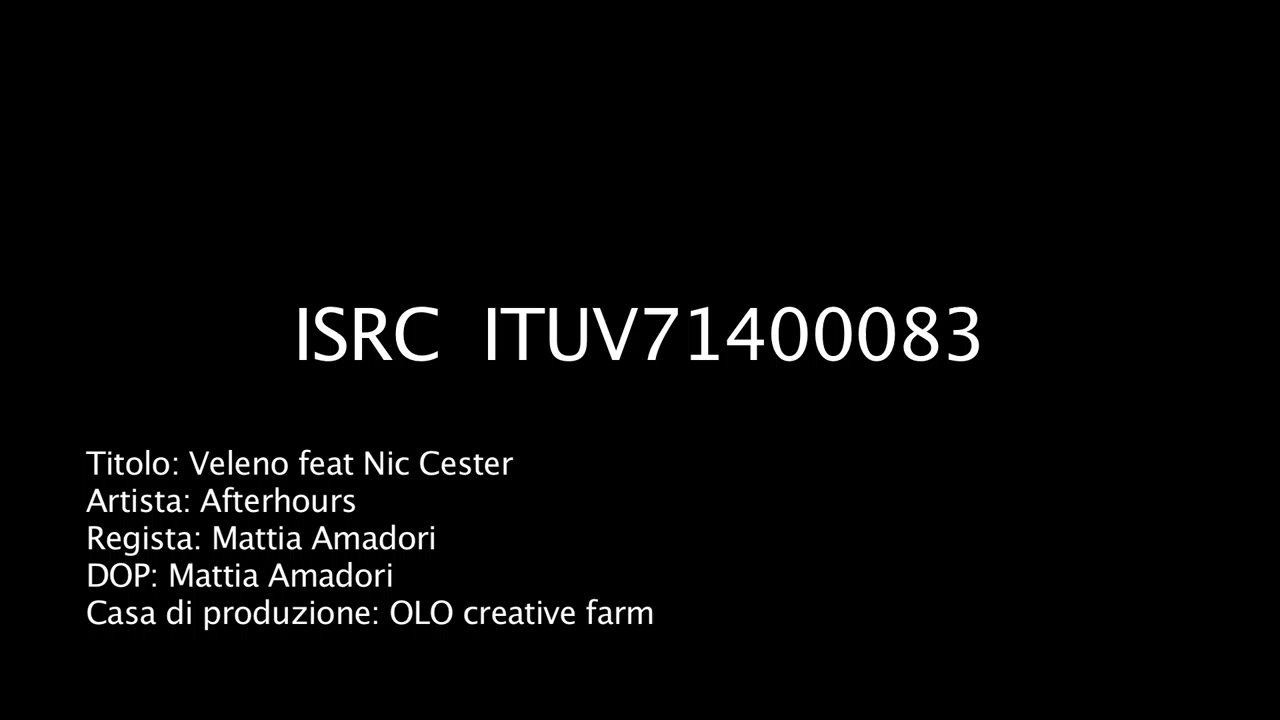 ISRC ITUV71400083
Titolo: Veleno feat Nic Cester
Artista: Afterhours
Regista: Mattia Amadori
DOP: Mattia Amadori
Casa di produzione: OLO creative farm